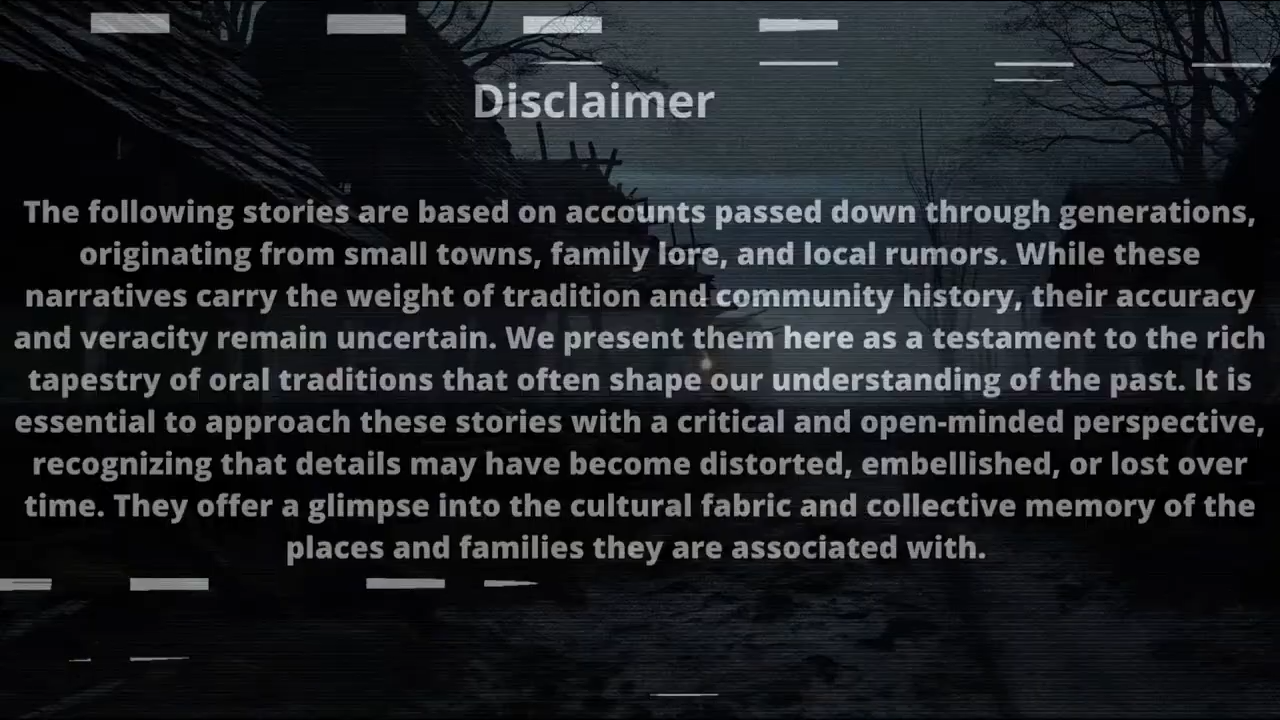 Disclaimer
The following stories are based on accounts passed down through generations,
originating from small towns, family lore, and local rumors. While these
narratives carry the weight of tradition and community history, their accuracy
and veracity remain uncertain. We present them here as a testament to the rich
tapestry of oral traditions that often shape our understanding of the past. It is
essential to approach these stories with a critical and open-minded perspective,
recognizing that details may have become distorted, embellished, or lost over
time. They offer a glimpse into the cultural fabric and collective memory of the
places and families they are associated with.